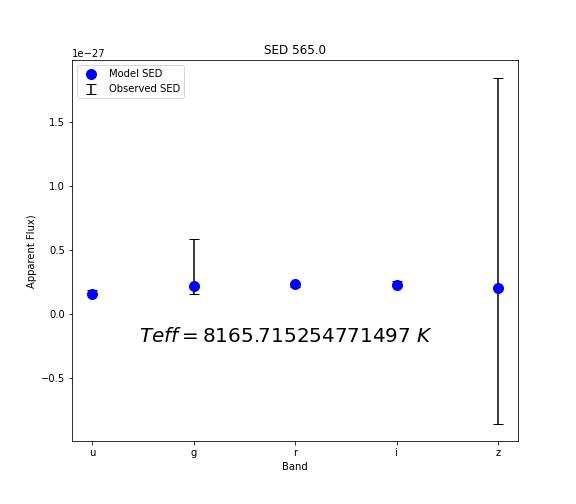 SED 565.0
1e−27
Model SED
Observed SED
1.5
1.0
0.5
0.0
−0.5
Apparent Flux)
Teff = 8165.715254771497 K
u g r i z
Band